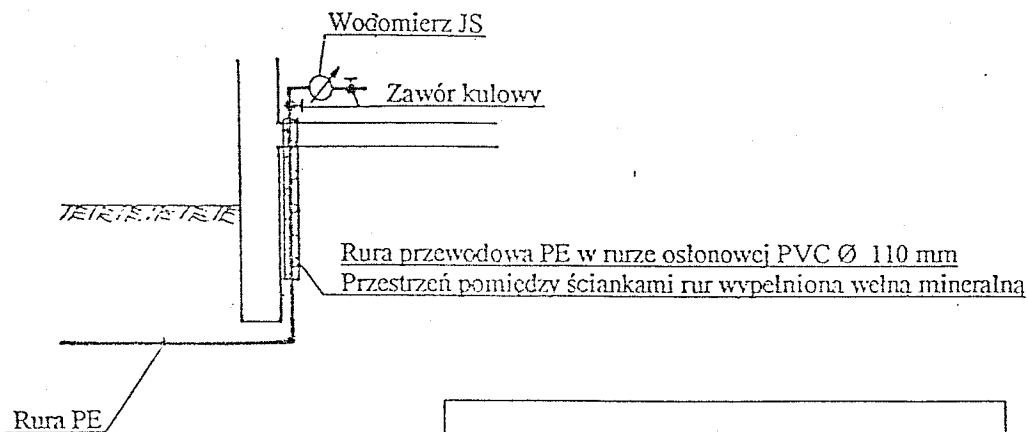 Wodomierz JS
Zawór kulowy
Rura przewodowa PE w rurze osłonowej PVC Ø 110 mm
Przestrzeń pomiędzy ściankami rur wypełniona wełna mineralną
Rura PE